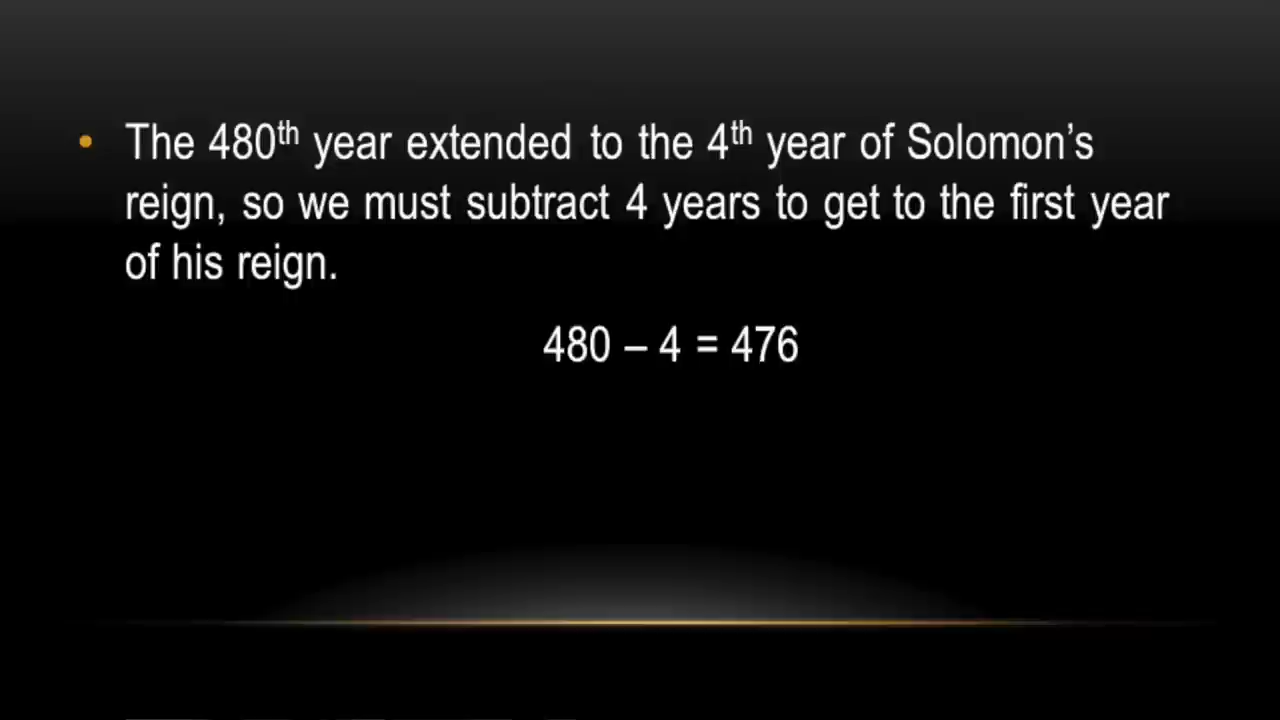 • The 480th year extended to the 4th year of Solomon’s
reign, so we must subtract 4 years to get to the first year
of his reign.
480 – 4 = 476